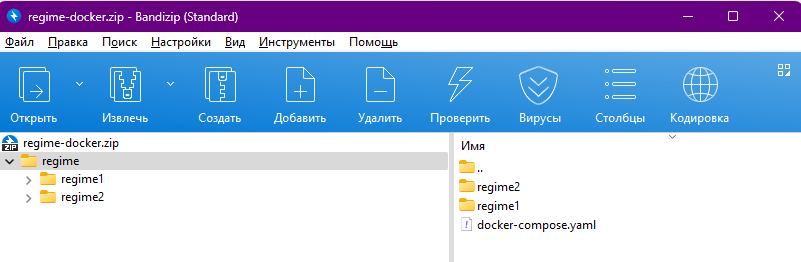 regime-docker.zip - Bandizip (Standard)
Файл Правка Поиск Настройки Вид Инструменты Помощь
Открыть Извлечь Создать Добавить Удалить Проверить Вирусы Столбцы Кодировка
ZIP regime-docker.zip
regime
regime1
regime2
Имя
..
regime2
regime1
docker-compose.yaml